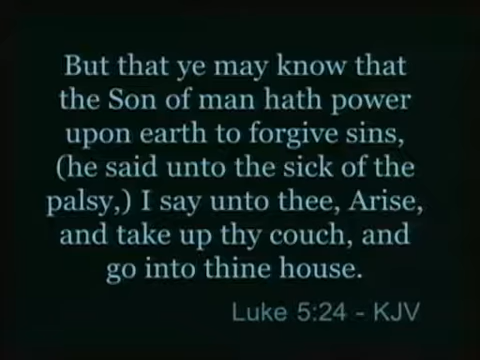 But that ye may know that
the Son of man hath power
upon earth to forgive sins,
(he said unto the sick of the
palsy,) I say unto thee, Arise,
and take up thy couch, and
go into thine house.
Luke 5:24 - KJV